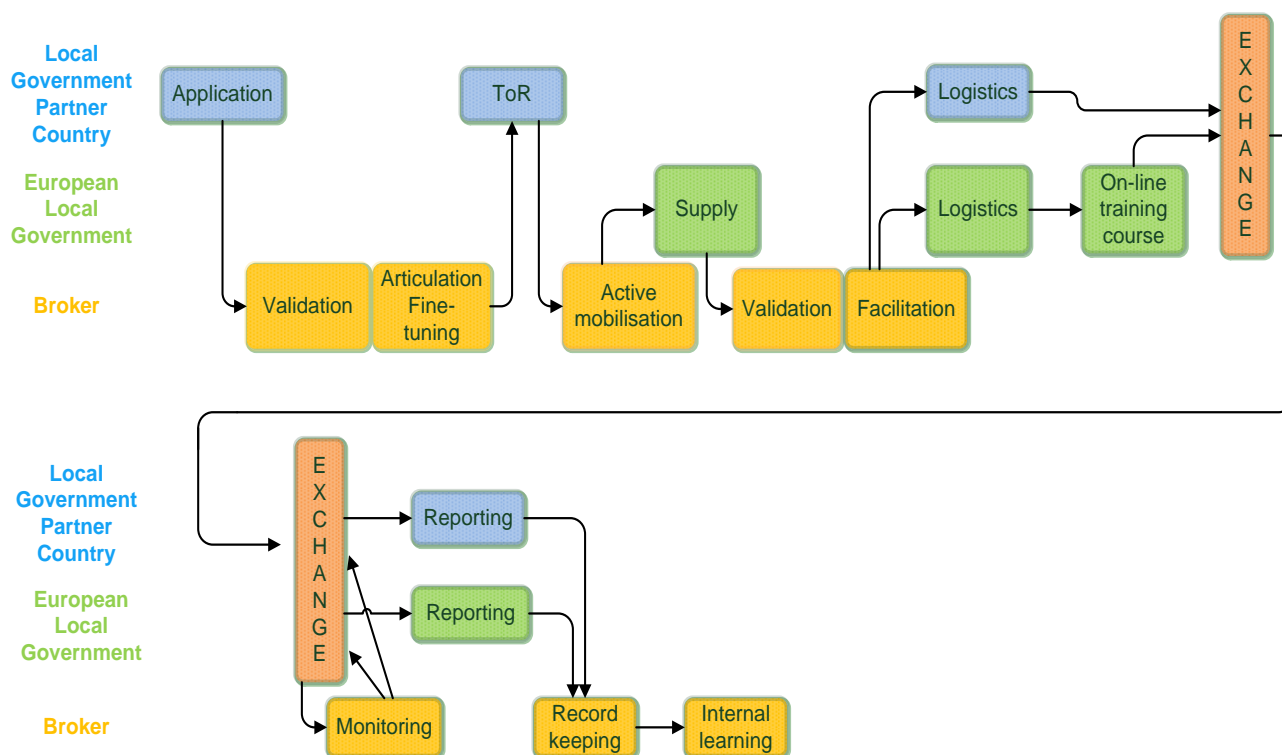 Local
Government
Partner
Country
Application
ToR
Logistics
E
X
C
H
A
N
G
E
European
Local
Government
Supply
Logistics
On-line
training
course
Broker
Validation
Articulation
Fine-
tuning
Active
mobilisation
Validation
Facilitation
Local
Government
Partner
Country
E
X
C
H
A
N
G
E
Reporting
European
Local
Government
Reporting
Broker
Monitoring
Record
keeping
Internal
learning